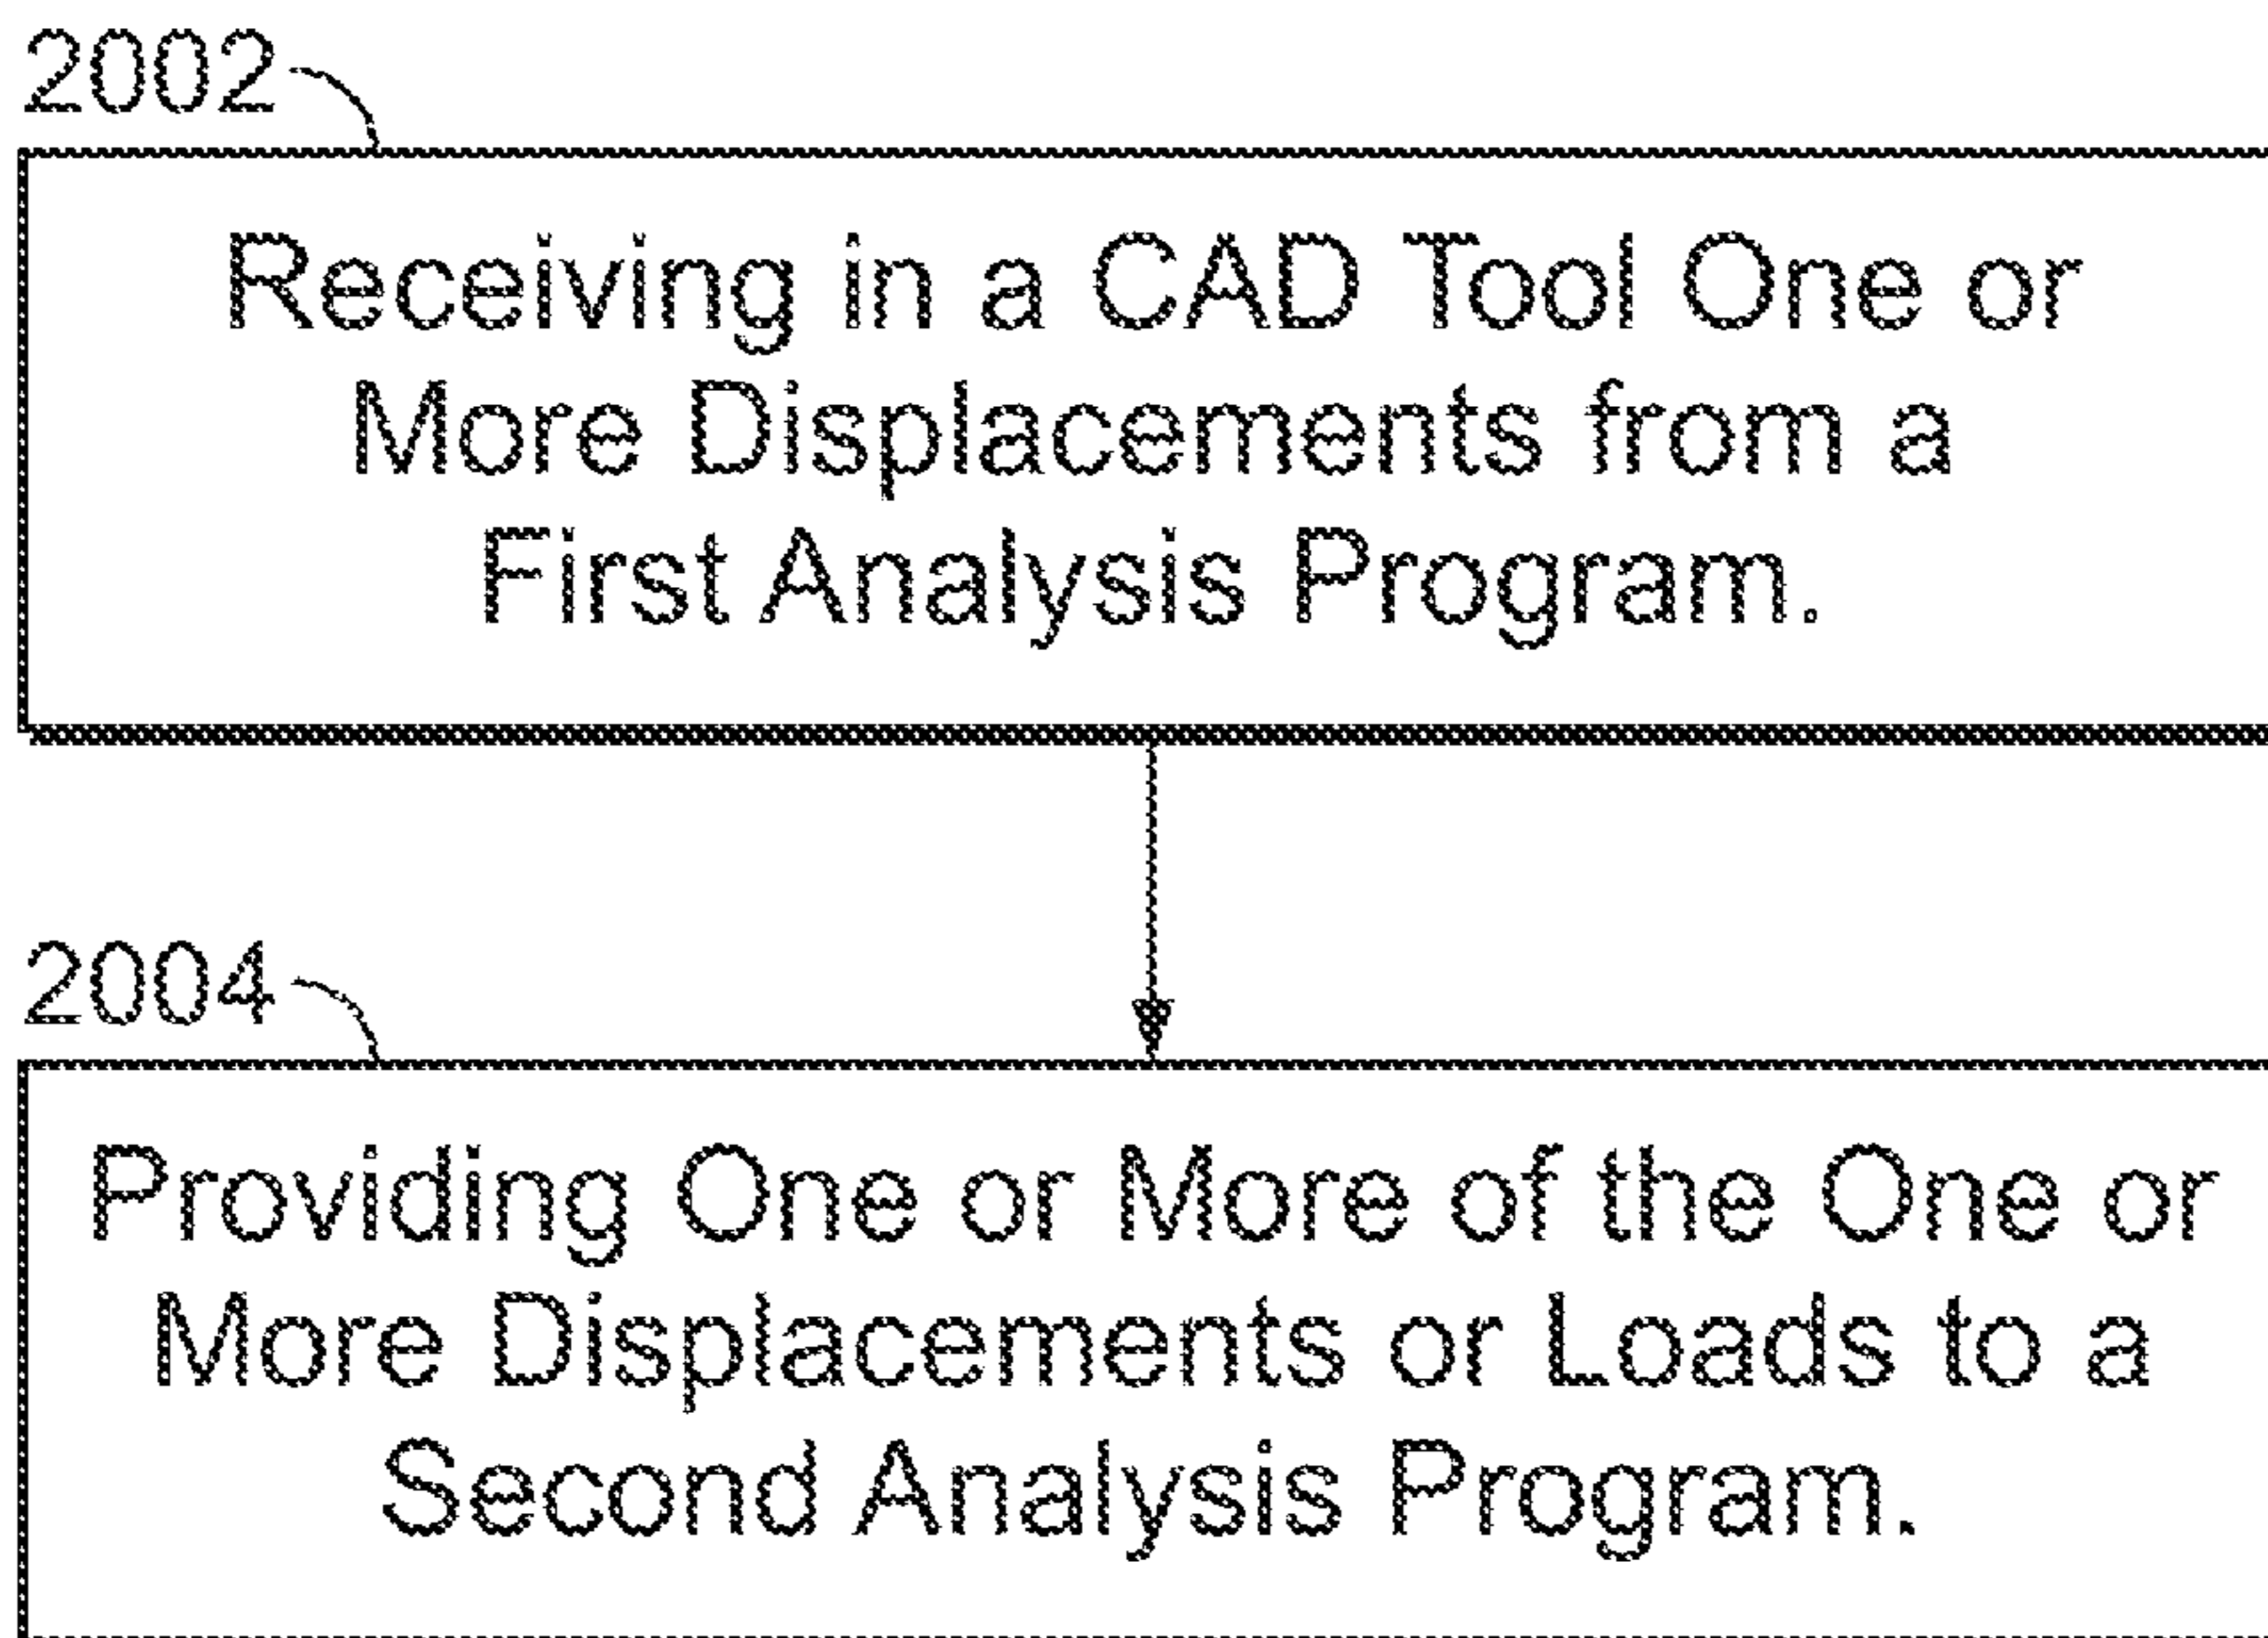 2002
Receiving in a CAD Tool One or
More Displacements from a
First Analysis Program.
2004
Providing One or More of the One or
More Displacements or Loads to a
Second Analysis Program.